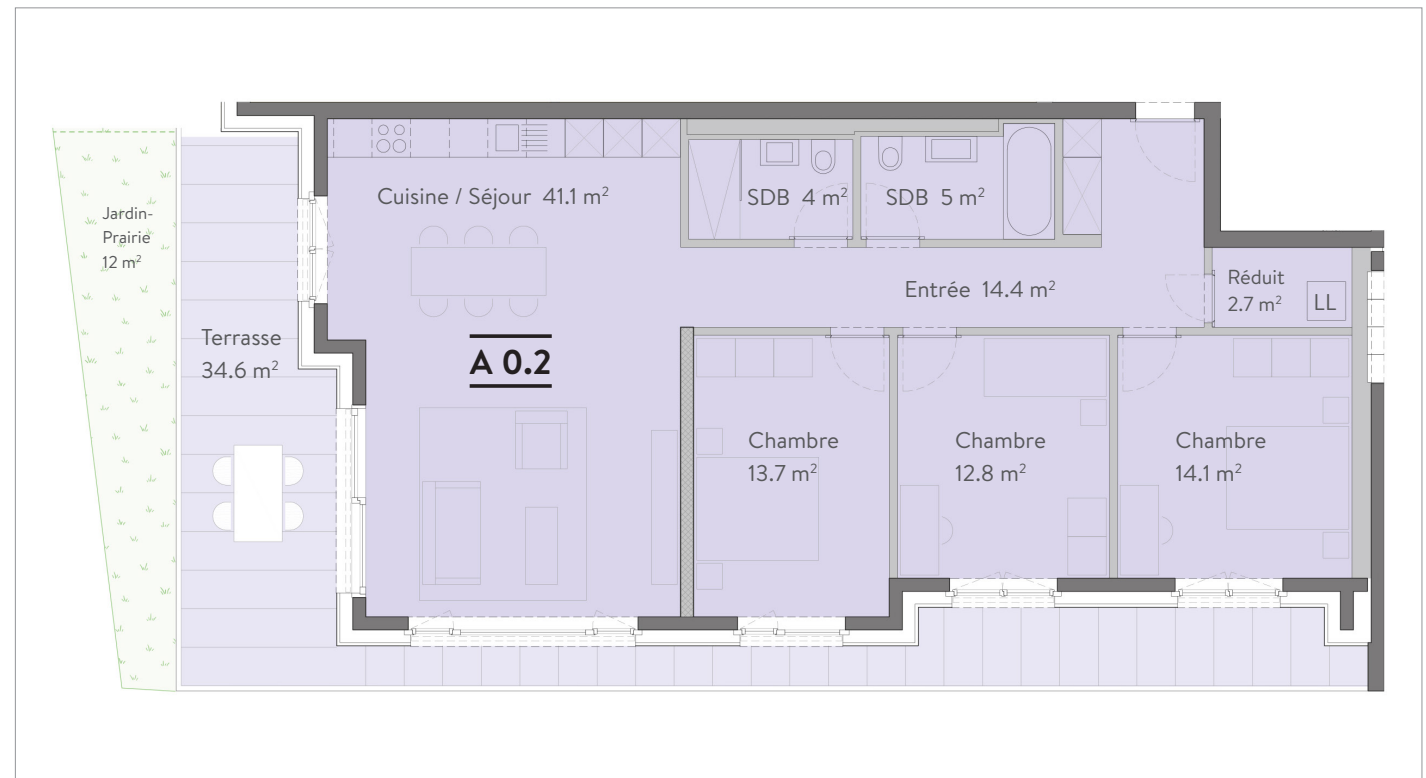 Cuisine / Séjour 41.1 m²
SDB 4 m²
SDB 5 m²
Jardin-
Prairie
12 m²
Entrée 14.4 m²
Réduit
2.7 m²
LL
Terrasse
34.6 m²
A 0.2
Chambre
13.7 m²
Chambre
12.8 m²
Chambre
14.1 m²